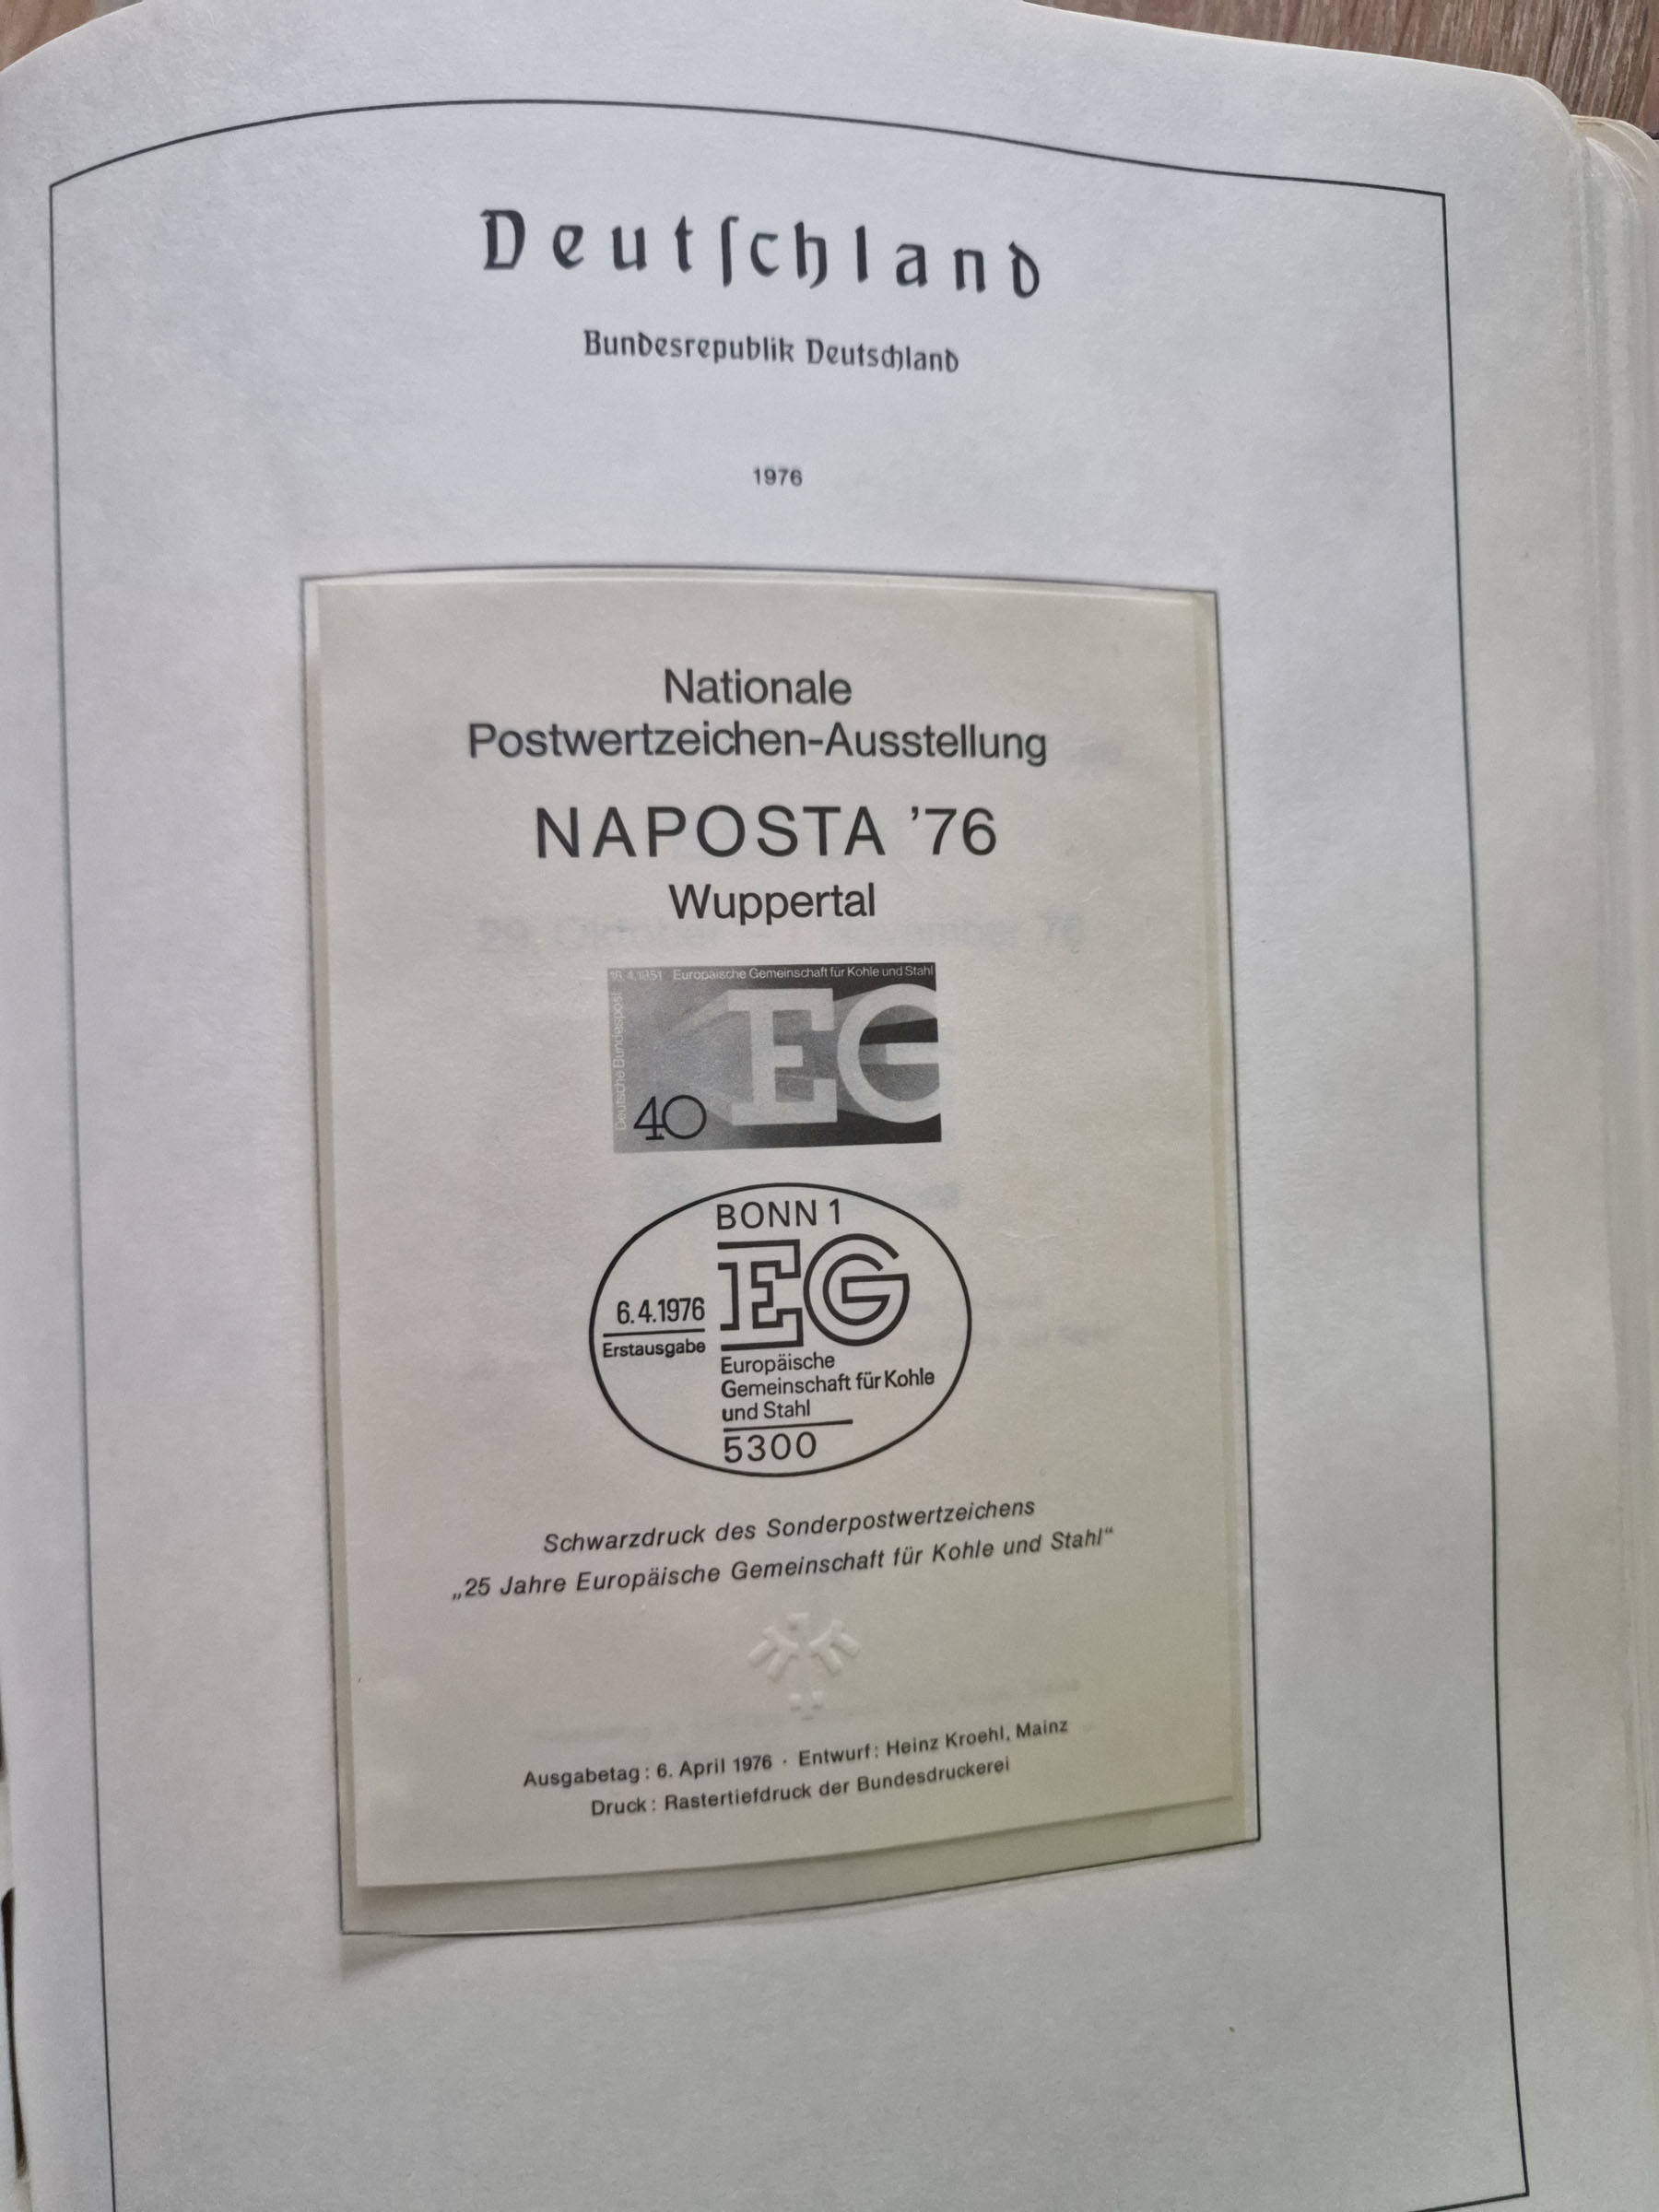 Deutſchland
Bundesrepublik Deutschland
1976
Nationale
Postwertzeichen-Ausstellung
NAPOSTA ’76
Wuppertal
18.4.1951 Europäische Gemeinschaft für Kohle und Stahl
Deutsche Bundespost
EG
40
BONN 1
EG
6.4.1976
Erstausgabe
Europäische
Gemeinschaft für Kohle
und Stahl
5300
Schwarzdruck des Sonderpostwertzeichens
„25 Jahre Europäische Gemeinschaft für Kohle und Stahl“
Ausgabetag: 6. April 1976 · Entwurf: Heinz Kroehl, Mainz
Druck: Rastertiefdruck der Bundesdruckerei